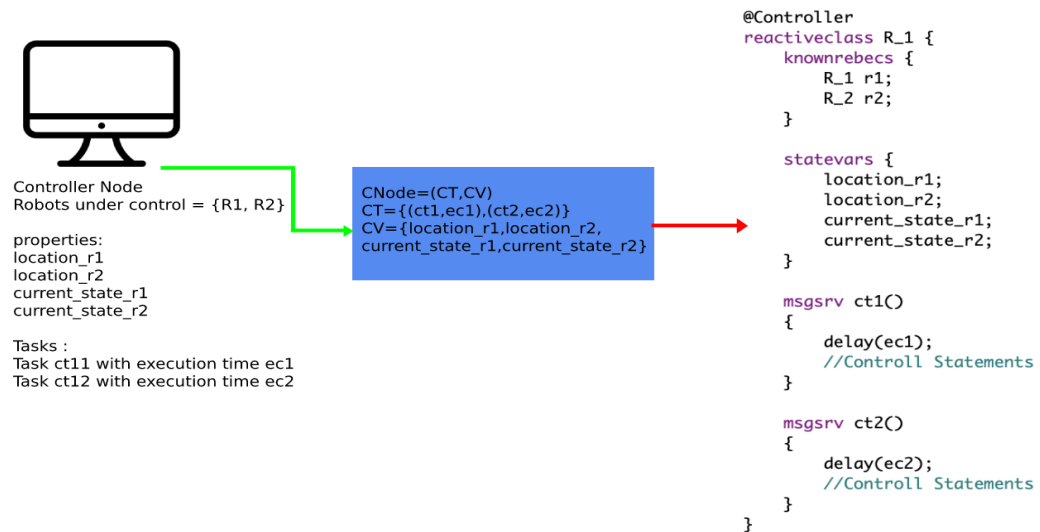 Controller Node
Robots under control = {R1, R2}
properties:
location_r1
location_r2
current_state_r1
current_state_r2
Tasks :
Task ct11 with execution time ec1
Task ct12 with execution time ec2
CNode=(CT,CV)
CT={(ct1,ec1),(ct2,ec2)}
CV={location_r1,location_r2,
current_state_r1,current_state_r2}
@Controller
reactiveclass R_1 {
knownrebecs {
R_1 r1;
R_2 r2;
}
statevars {
location_r1;
location_r2;
current_state_r1;
current_state_r2;
}
msgsrv ct1()
{
delay(ec1);
//Controll Statements
}
msgsrv ct2()
{
delay(ec2);
//Controll Statements
}
}